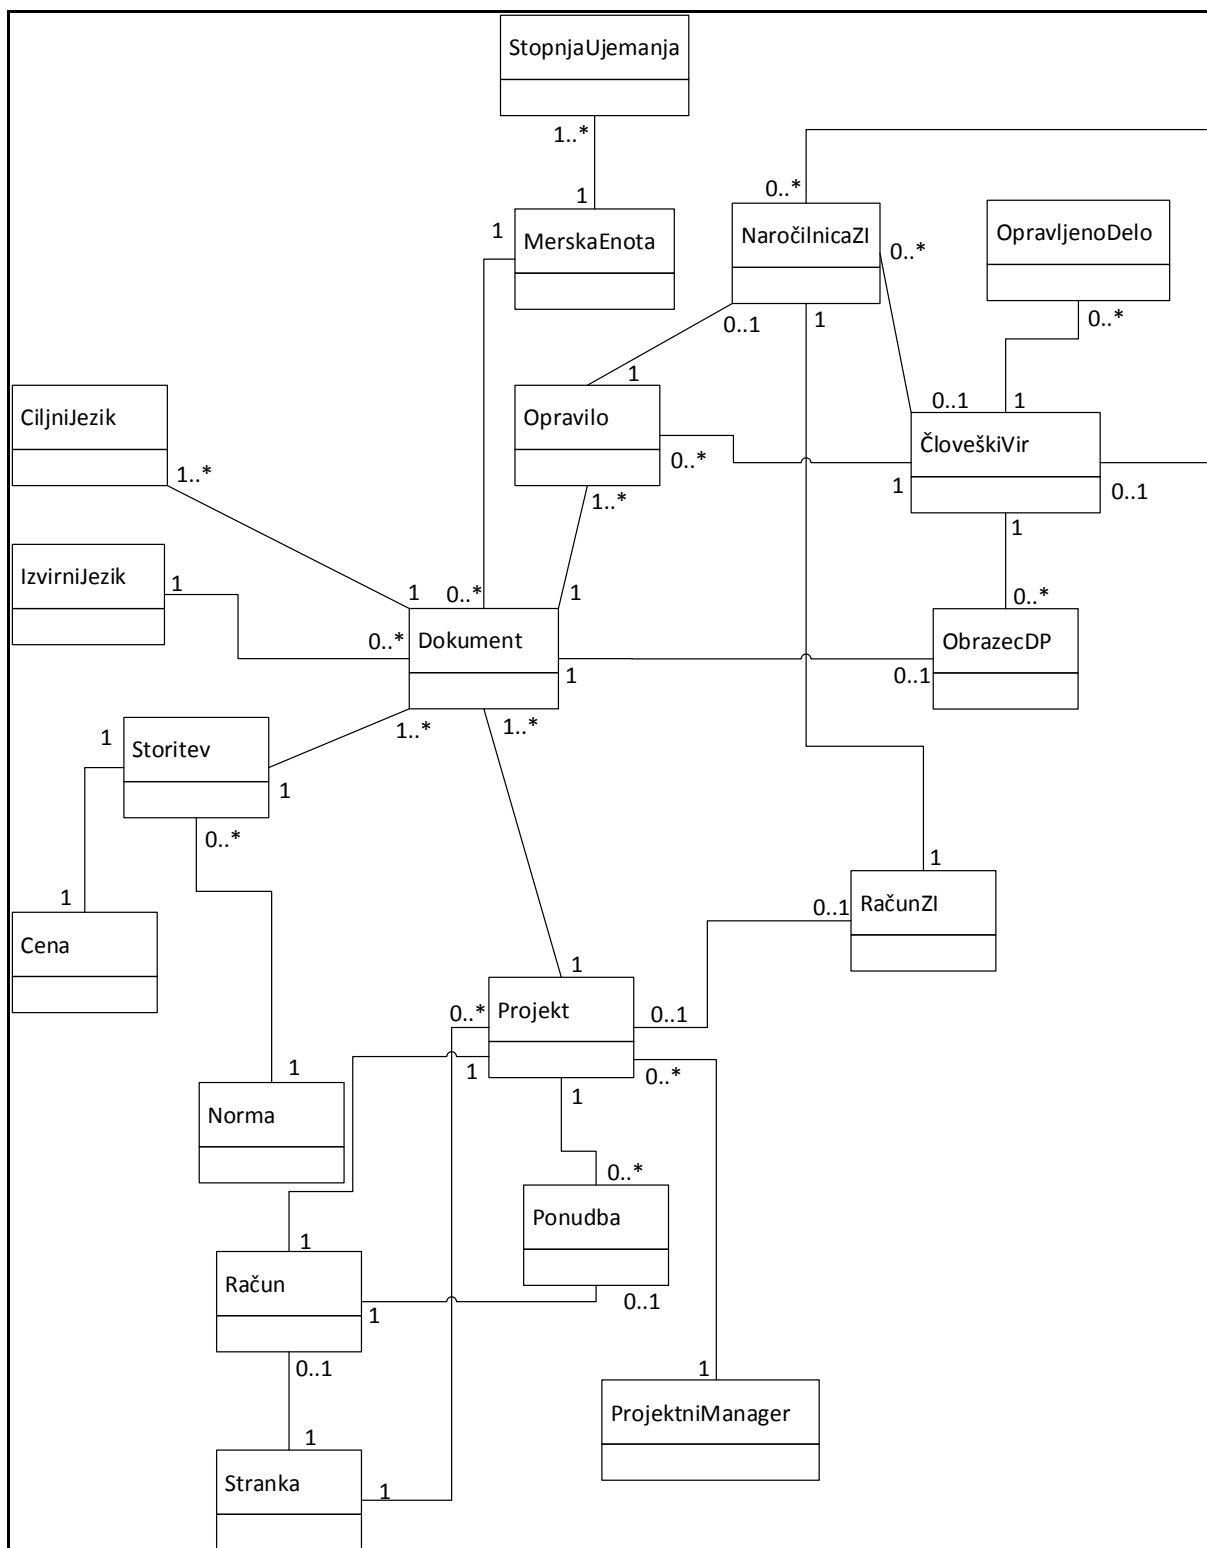 StopnjaUjemanja
1..*
0..*
1
1
MerskaEnota
NaročilnicaZI
OpravljenoDelo
0..*
0..1
1
0..*
1
CiljniJezik
Opravilo
0..1
1
ČloveškiVir
0..*
1..*
1
0..1
1..*
1
IzvirniJezik
1
1
0..*
1
0..*
0..*
Dokument
ObrazecDP
1
0..1
1..*
1..*
1
Storitev
1
0..*
1
1
0..1
RačunZI
Cena
1
0..*
Projekt
0..1
1
0..*
1
1
Norma
0..*
Ponudba
1
Račun
0..1
1
0..1
1
ProjektniManager
1
Stranka
1